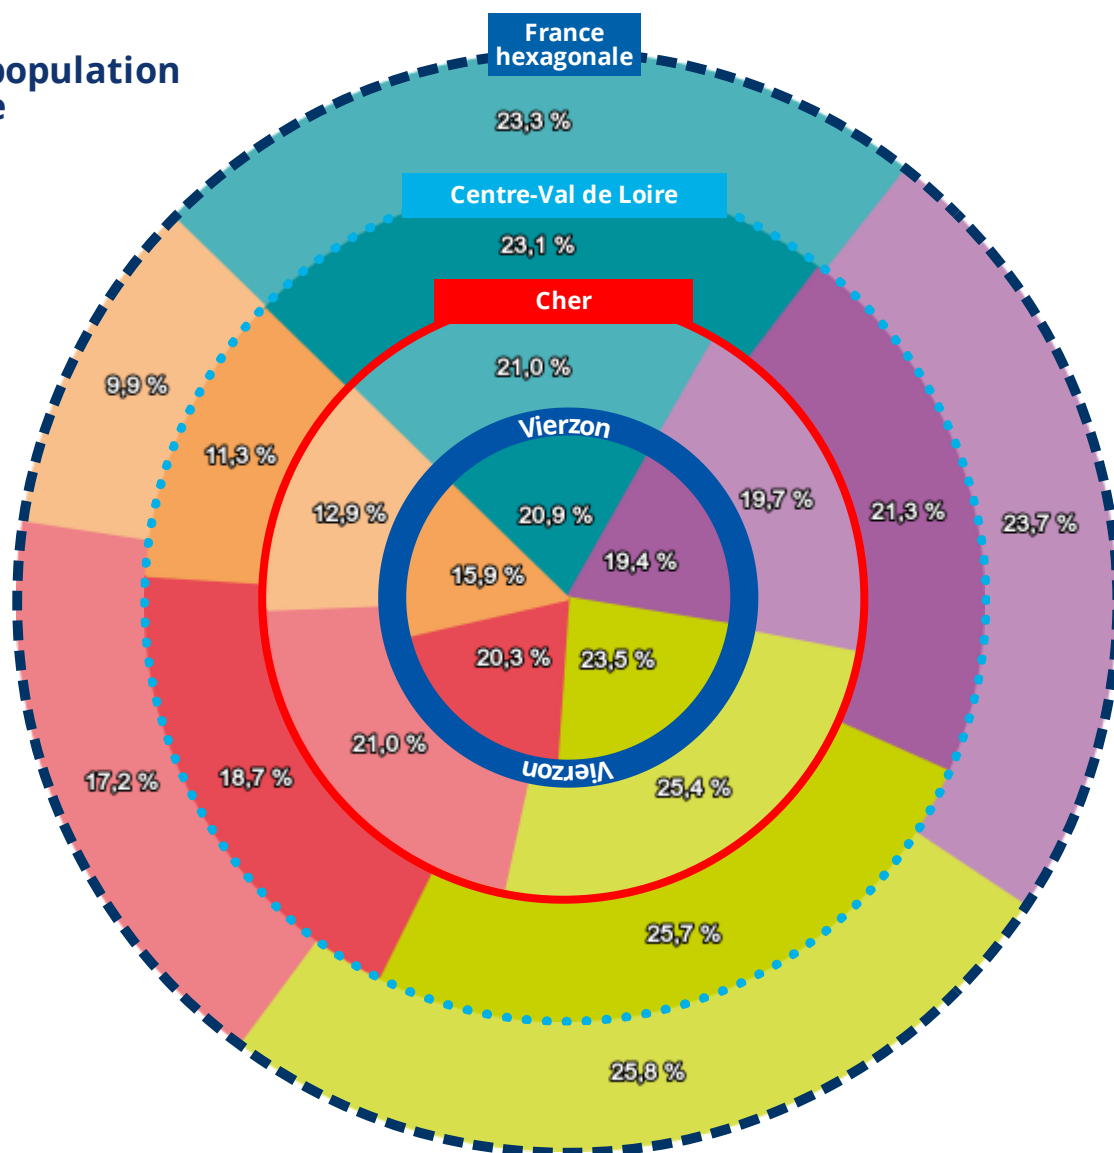 France
hexagonale
population
e
23,3 %
Centre-Val de Loire
23,1 %
Cher
21,0 %
9,9 %
Vierzon
11,3 %
12,9 %
20,9 %
19,7 %
21,3 %
23,7 %
19,4 %
15,9 %
20,3 %
23,5 %
21,0 %
Vierzon
17,2 %
18,7 %
25,4 %
25,7 %
25,8 %